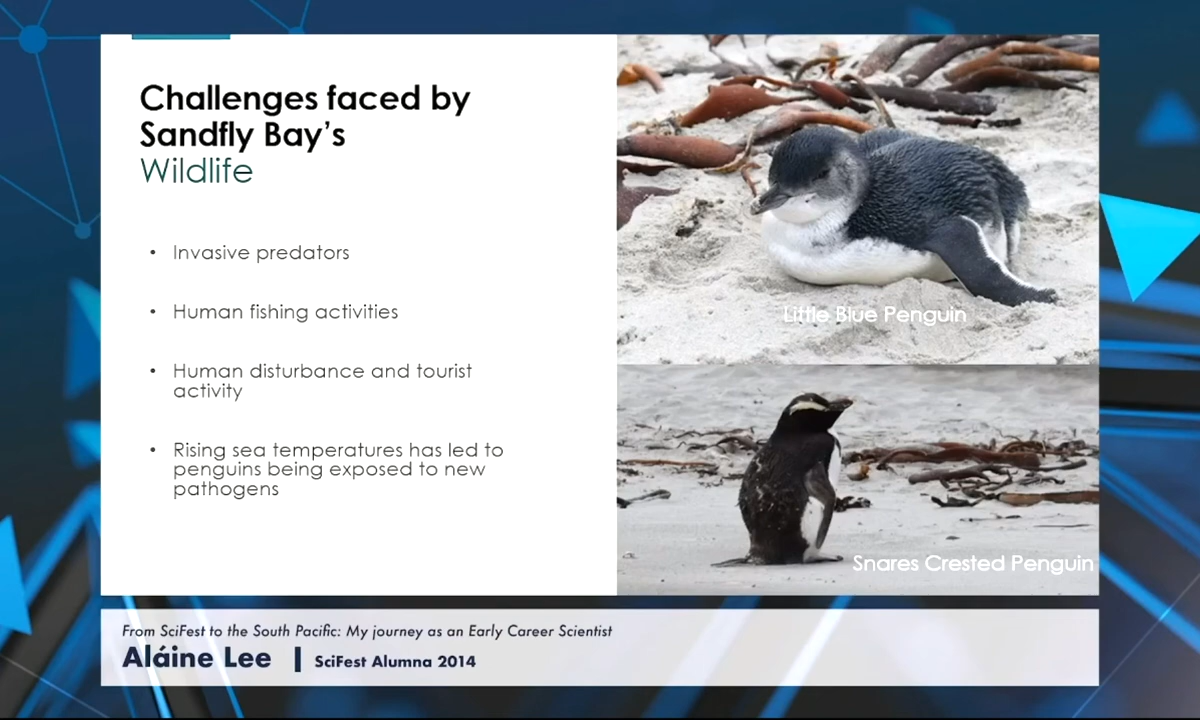 Challenges faced by
Sandfly Bay's
Wildlife
• Invasive predators
• Human fishing activities
• Human disturbance and tourist
activity
• Rising sea temperatures has led to
penguins being exposed to new
pathogens
Little Blue Penguin
Snares Crested Penguin
From SciFest to the South Pacific: My journey as an Early Career Scientist
Aláine Lee | SciFest Alumna 2014